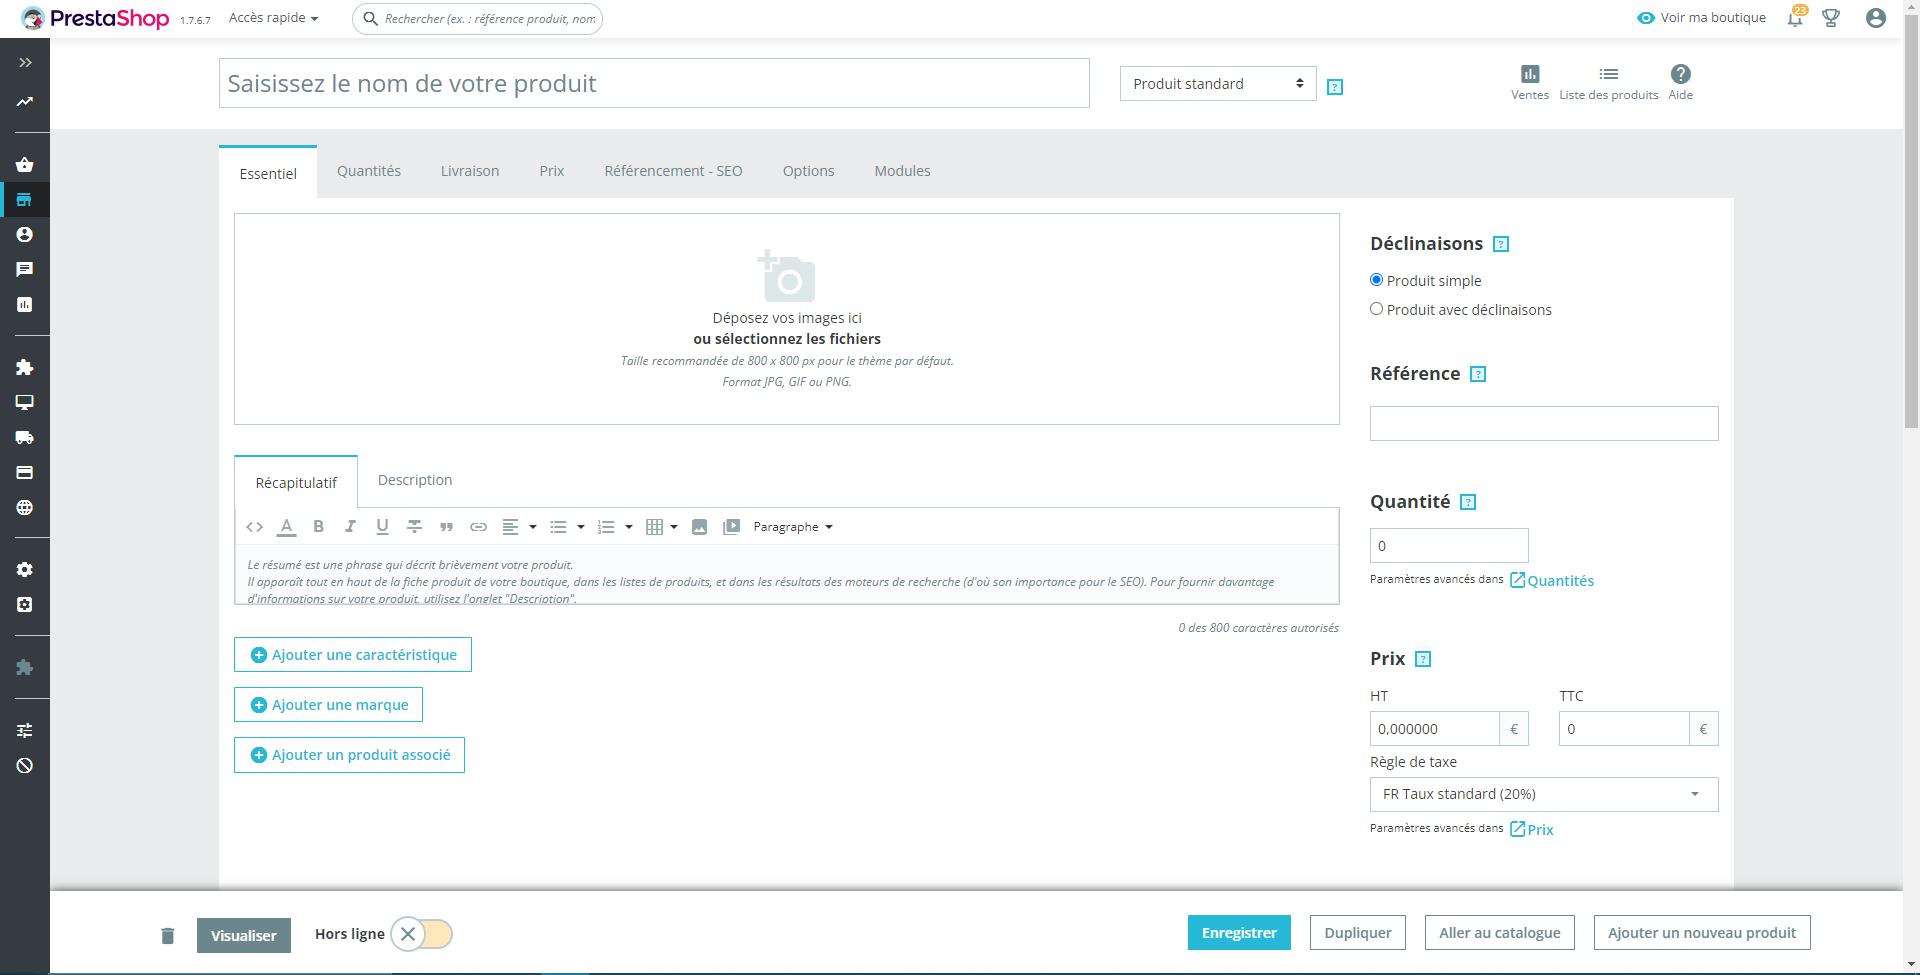 PrestaShop 1.7.6.7 Accès rapide Rechercher (ex. : référence produit, nom Voir ma boutique 23
Saisissez le nom de votre produit Produit standard ? Ventes Liste des produits Aide
Essentiel Quantités Livraison Prix Référencement - SEO Options Modules
Déposez vos images ici
ou sélectionnez les fichiers
Taille recommandée de 800 x 800 px pour le thème par défaut.
Format JPG, GIF ou PNG.
Récapitulatif Description
Paragraphe
Le résumé est une phrase qui décrit brièvement votre produit.
Il apparaît tout en haut de la fiche produit de votre boutique, dans les listes de produits, et dans les résultats des moteurs de recherche (d'où son importance pour le SEO). Pour fournir davantage
d'informations sur votre produit, utilisez l'onglet "Description".
0 des 800 caractères autorisés
Ajouter une caractéristique
Ajouter une marque
Ajouter un produit associé
Déclinaisons ?
Produit simple
Produit avec déclinaisons
Référence ?
Quantité ?
0
Paramètres avancés dans Quantités
Prix ?
HT TTC
0,000000 € 0 €
Règle de taxe
FR Taux standard (20%)
Paramètres avancés dans Prix
Visualiser Hors ligne Enregistrer Dupliquer Aller au catalogue Ajouter un nouveau produit